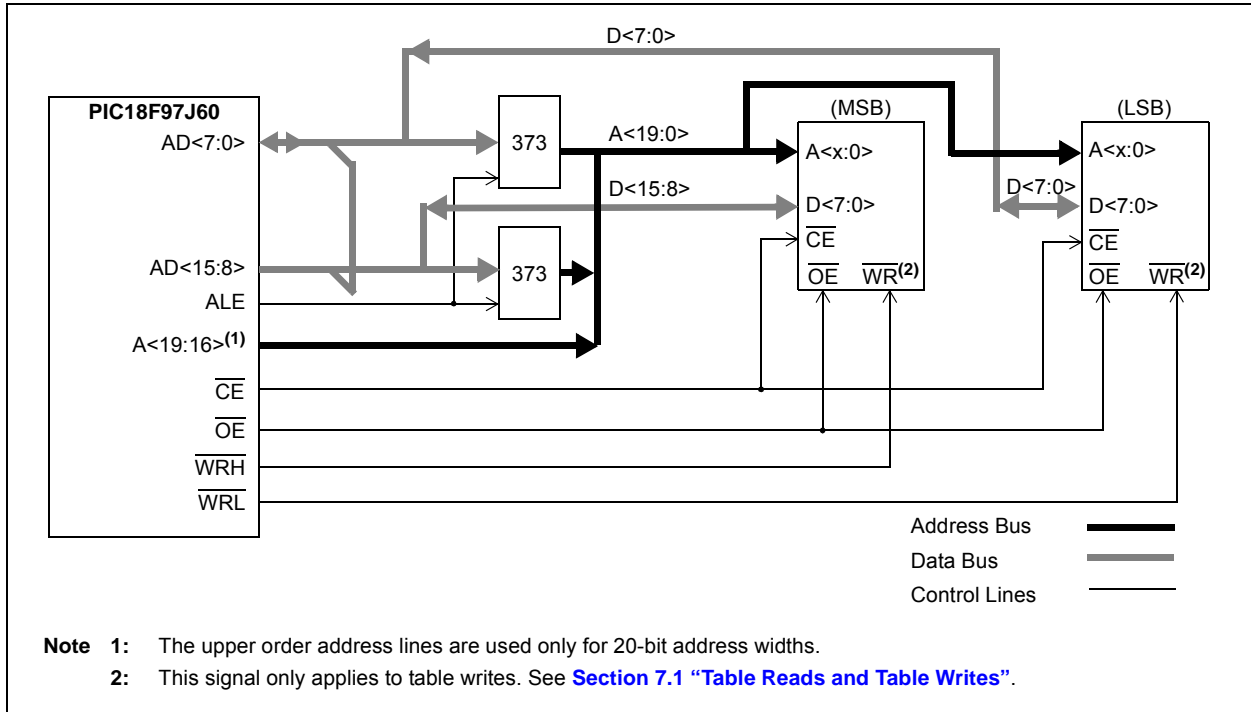 D<7:0>
PIC18F97J60
AD<7:0>
373
A<19:0>
(MSB)
(LSB)
A<x:0>
A<x:0>
D<15:8>
D<7:0>
D<7:0>
D<7:0>
CE
CE
AD<15:8>
373
OE WR(2)
OE WR(2)
ALE
A<19:16>(1)
CE
OE
WRH
WRL
Address Bus
Data Bus
Control Lines
Note 1: The upper order address lines are used only for 20-bit address widths.
2: This signal only applies to table writes. See Section 7.1 “Table Reads and Table Writes”.